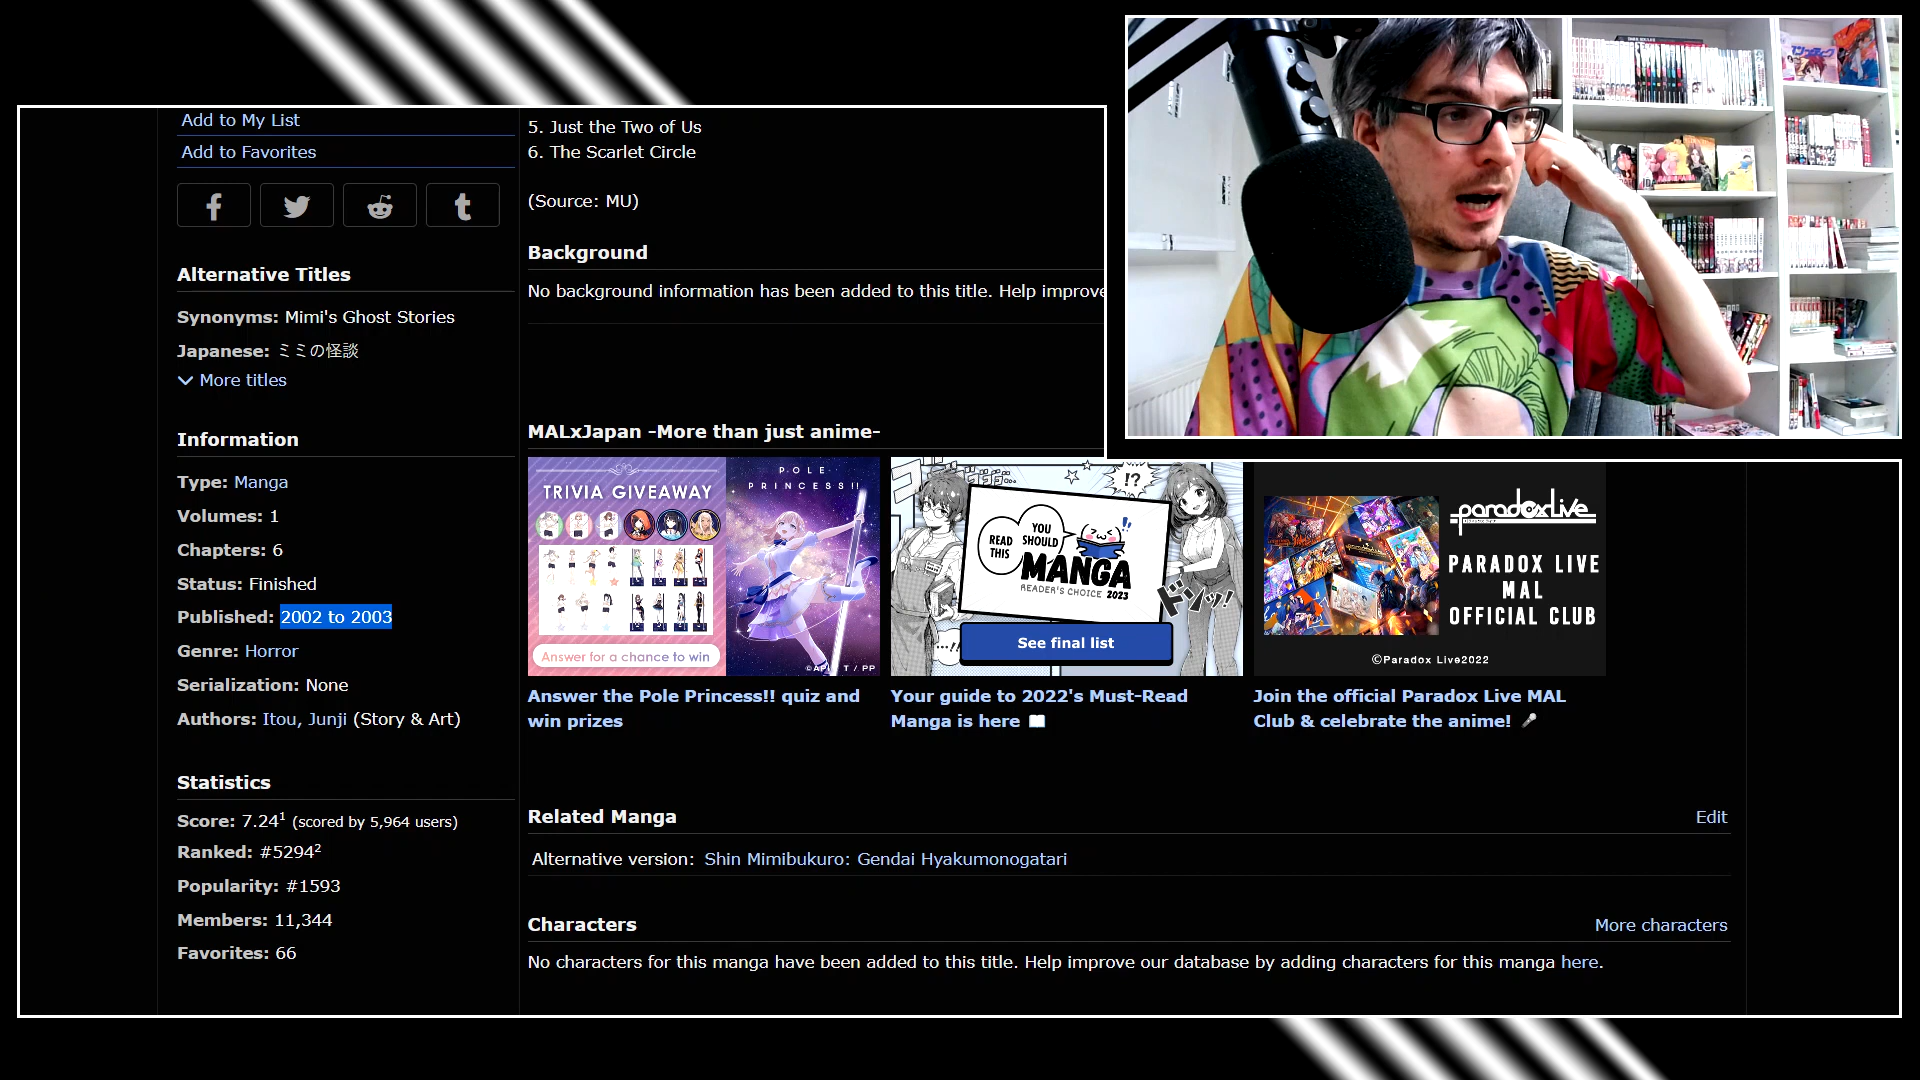 Add to My List
Add to Favorites
Alternative Titles
Synonyms: Mimi's Ghost Stories
Japanese: ミミの怪談
More titles
Information
Type: Manga
Volumes: 1
Chapters: 6
Status: Finished
Published: 2002 to 2003
Genre: Horror
Serialization: None
Authors: Itou, Junji (Story & Art)
Statistics
Score: 7.24¹ (scored by 5,964 users)
Ranked: #5294²
Popularity: #1593
Members: 11,344
Favorites: 66
5. Just the Two of Us
6. The Scarlet Circle
(Source: MU)
Background
No background information has been added to this title. Help improve
MALxJapan -More than just anime-
TRIVIA GIVEAWAY
Answer for a chance to win
POLE
PRINCESS!!
Answer the Pole Princess!! quiz and
win prizes
!?
YOU
SHOULD
READ
THIS
MANGA
READER'S CHOICE 2023
ドンッ!
See final list
Your guide to 2022's Must-Read
Manga is here
paradoxlive
PARADOX LIVE
MAL
OFFICIAL CLUB
©Paradox Live2022
Join the official Paradox Live MAL
Club & celebrate the anime!
Related Manga
Edit
Alternative version: Shin Mimibukuro: Gendai Hyakumonogatari
Characters
More characters
No characters for this manga have been added to this title. Help improve our database by adding characters for this manga here.